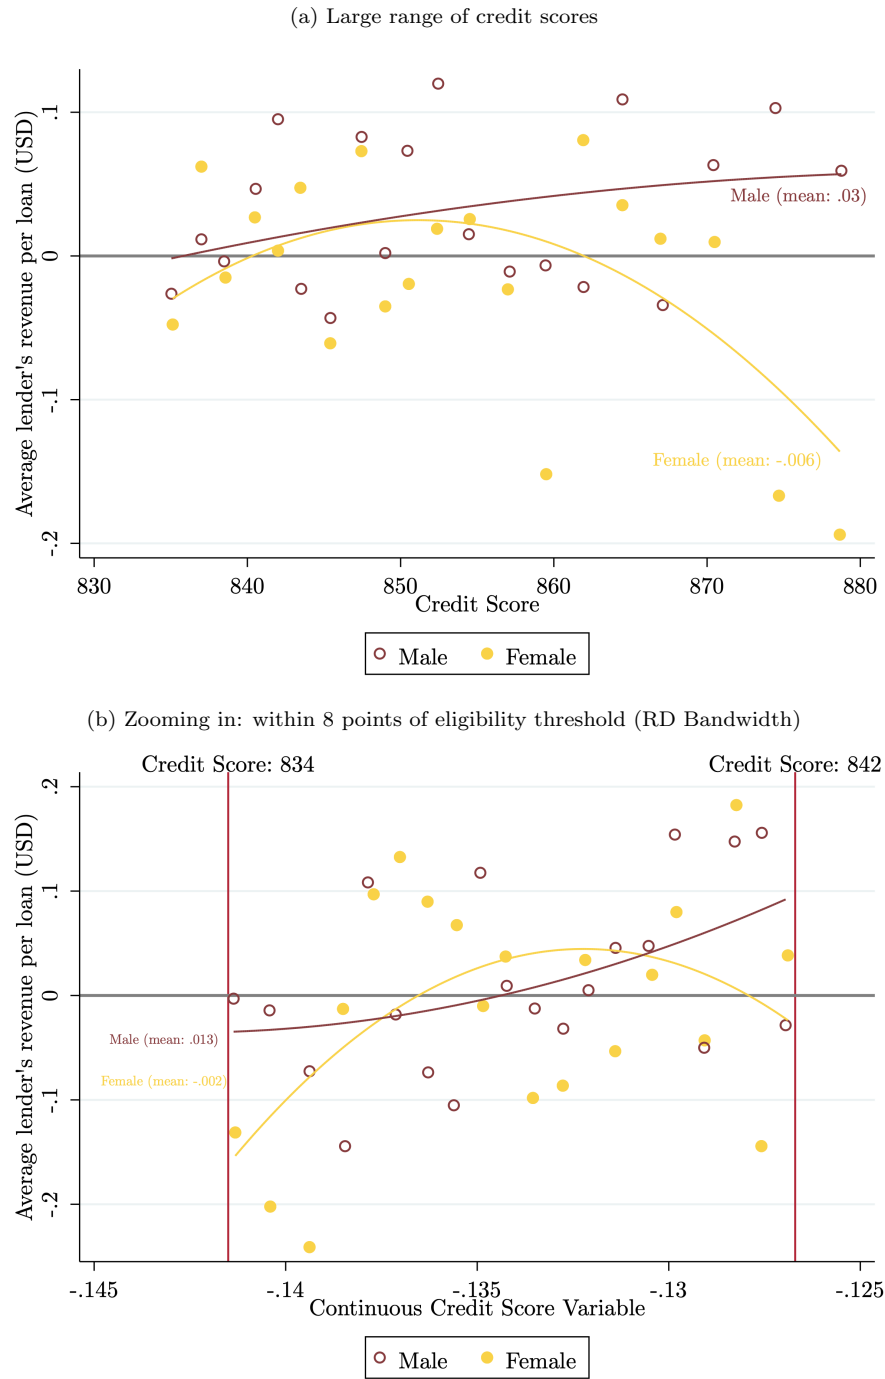 (a) Large range of credit scores
Average lender's revenue per loan (USD)
.1
0
-.1
-.2
Male (mean: .03)
Female (mean: -.006)
830 840 850 860 870 880
Credit Score
Male Female
(b) Zooming in: within 8 points of eligibility threshold (RD Bandwidth)
Credit Score: 834 Credit Score: 842
Average lender's revenue per loan (USD)
.2
.1
0
-.1
-.2
Male (mean: .013)
Female (mean: -.002)
-.145 -.14 -.135 -.13 -.125
Continuous Credit Score Variable
Male Female